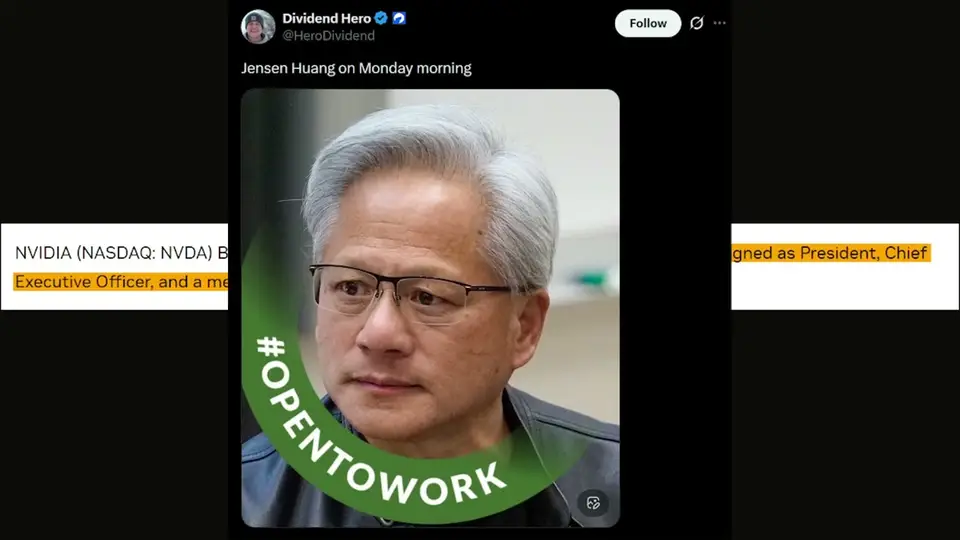 Dividend Hero
@HeroDividend
Follow
Jensen Huang on Monday morning
NVIDIA (NASDAQ: NVDA) B
gned as President, Chief
Executive Officer, and a me
#OPENTOWORK